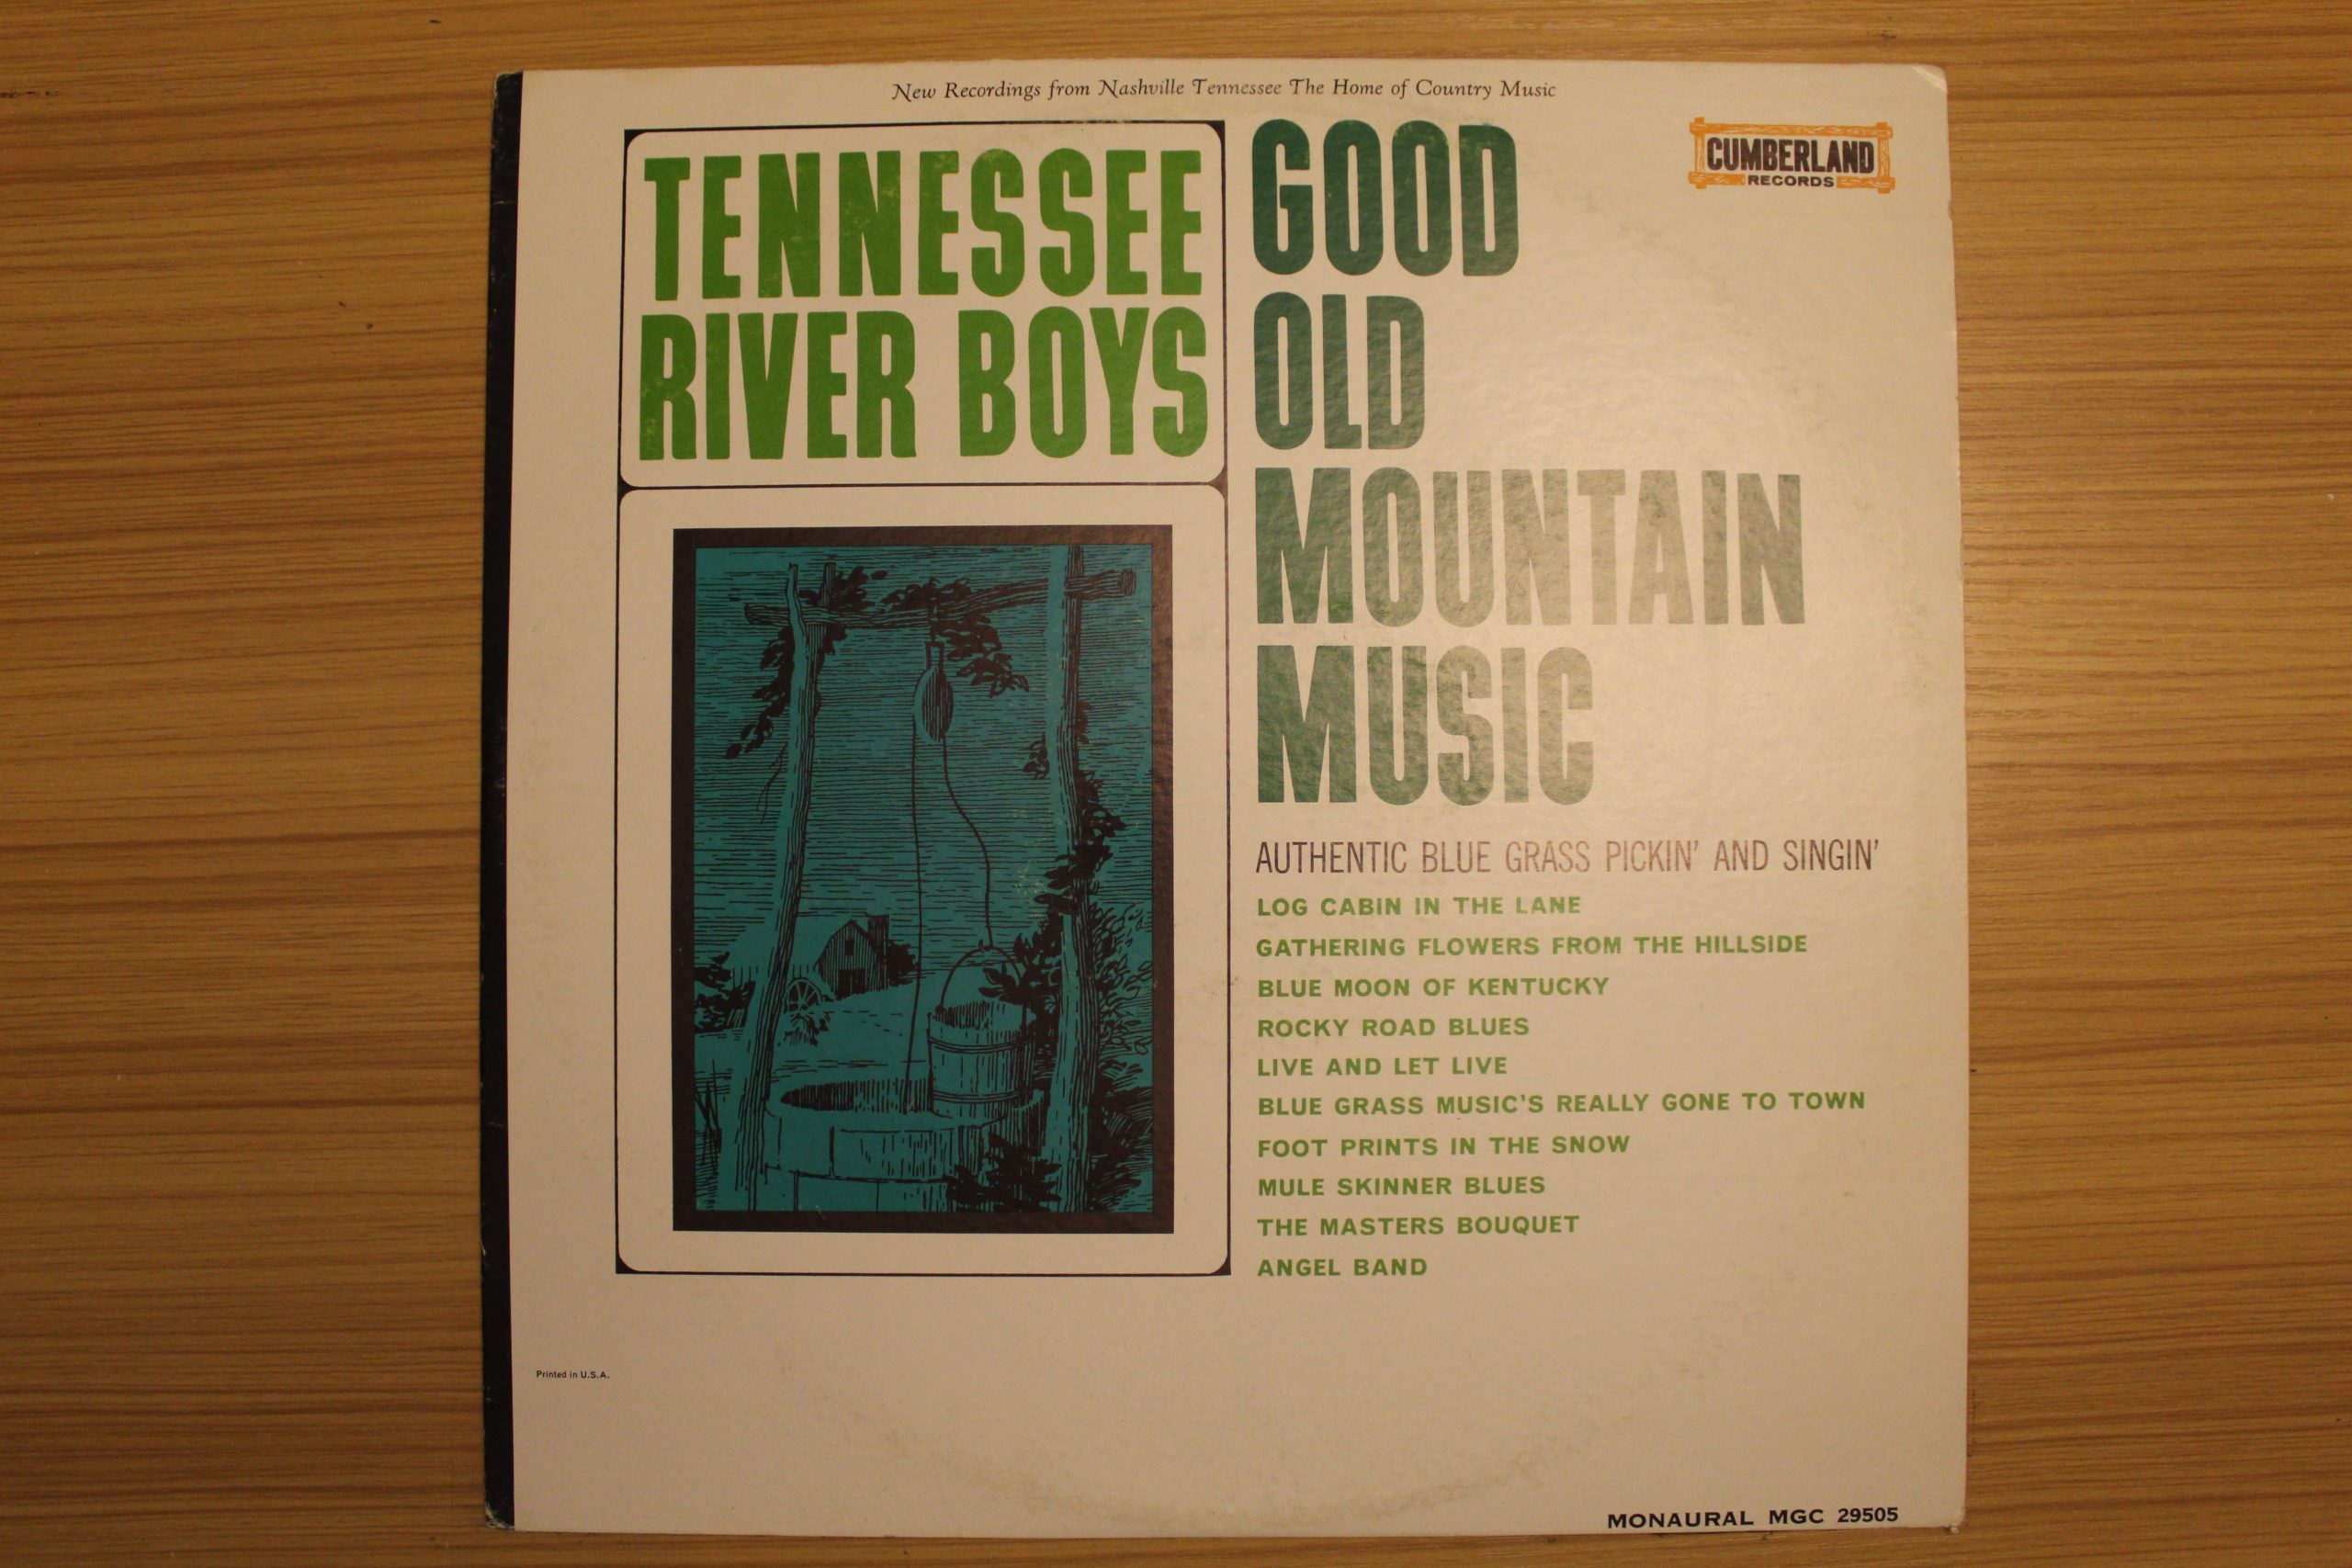 New Recordings from Nashville Tennessee The Home of Country Music
TENNESSEE
RIVER BOYS
GOOD
OLD
MOUNTAIN
MUSIC
CUMBERLAND
RECORDS
AUTHENTIC BLUE GRASS PICKIN' AND SINGIN'
LOG CABIN IN THE LANE
GATHERING FLOWERS FROM THE HILLSIDE
BLUE MOON OF KENTUCKY
ROCKY ROAD BLUES
LIVE AND LET LIVE
BLUE GRASS MUSIC'S REALLY GONE TO TOWN
FOOT PRINTS IN THE SNOW
MULE SKINNER BLUES
THE MASTERS BOUQUET
ANGEL BAND
Printed in U.S.A.
MONAURAL MGC 29505